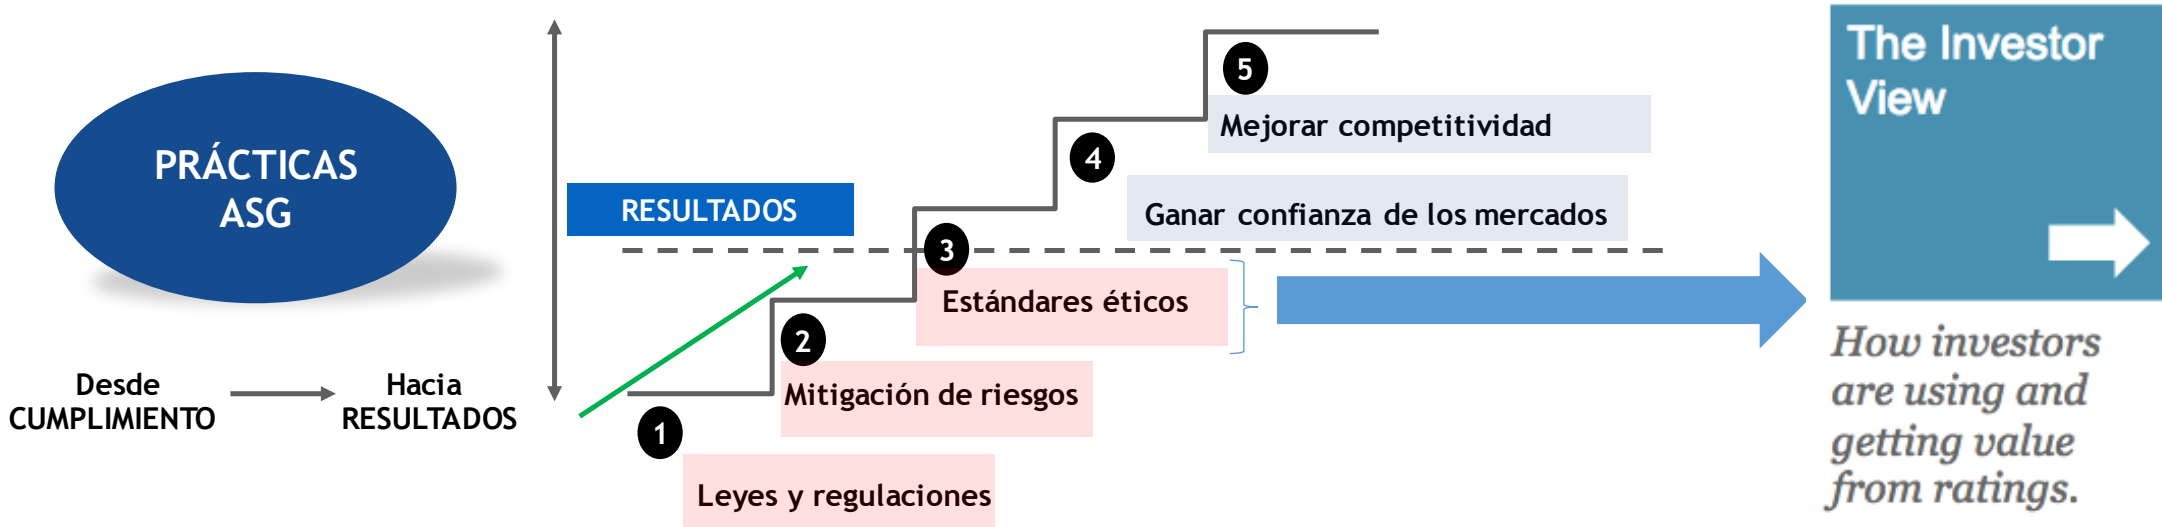 PRÁCTICAS
ASG
Desde
CUMPLIMIENTO
Hacia
RESULTADOS
RESULTADOS
5
Mejorar competitividad
4
Ganar confianza de los mercados
3
Estándares éticos
2
Mitigación de riesgos
1
Leyes y regulaciones
The Investor
View
How investors
are using and
getting value
from ratings.